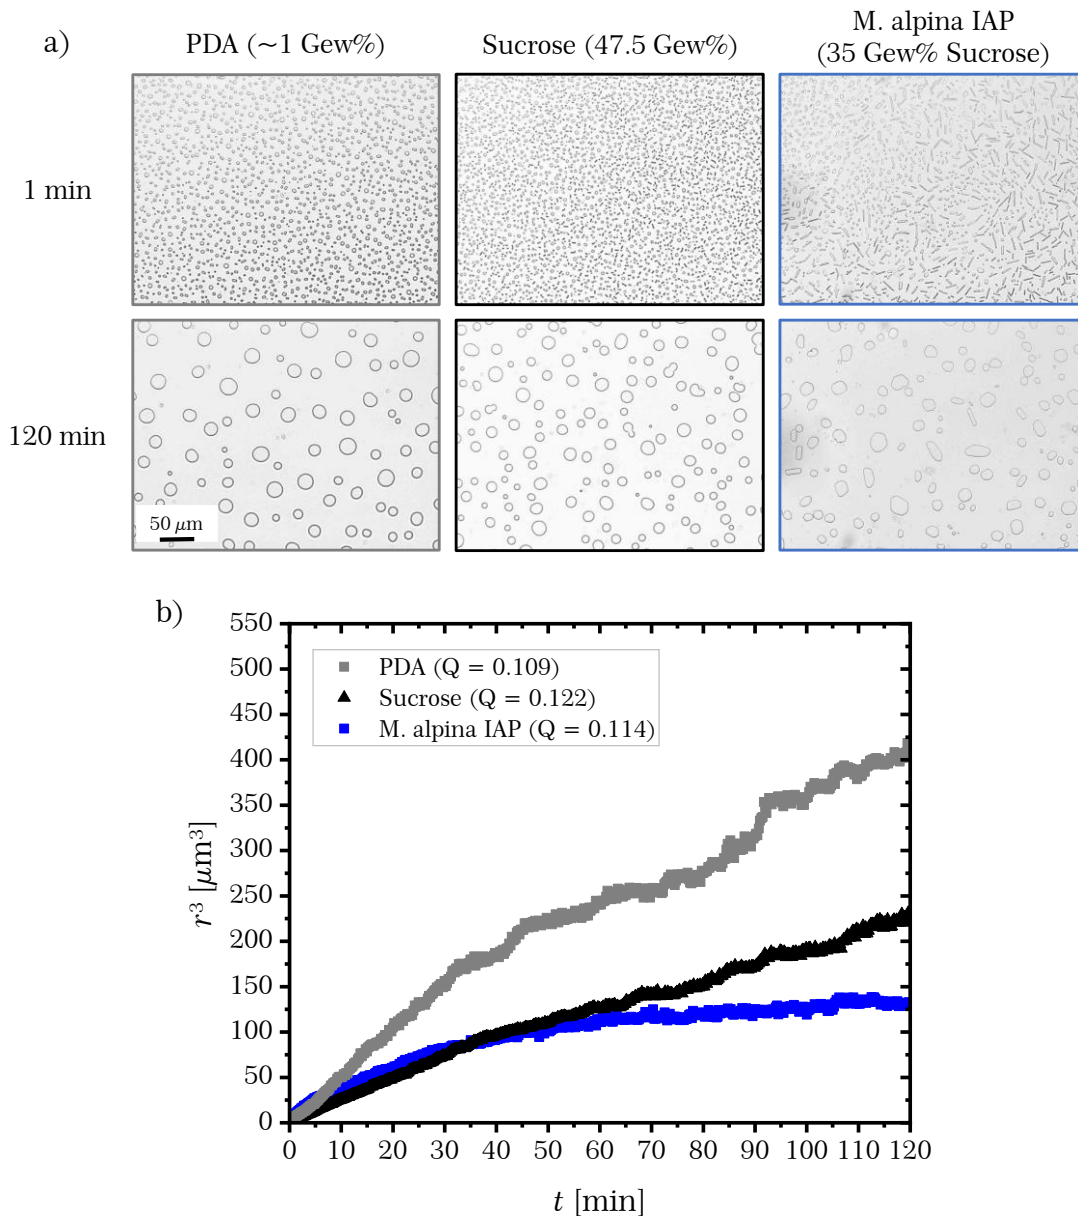 a)
PDA (~1 Gew%)
Sucrose (47.5 Gew%)
M. alpina IAP
(35 Gew% Sucrose)
1 min
120 min
50 μm
b)
550
500
450
400
350
300
250
200
150
100
50
0
r³ [μm³]
PDA (Q = 0.109)
Sucrose (Q = 0.122)
M. alpina IAP (Q = 0.114)
0 10 20 30 40 50 60 70 80 90 100 110 120
t [min]